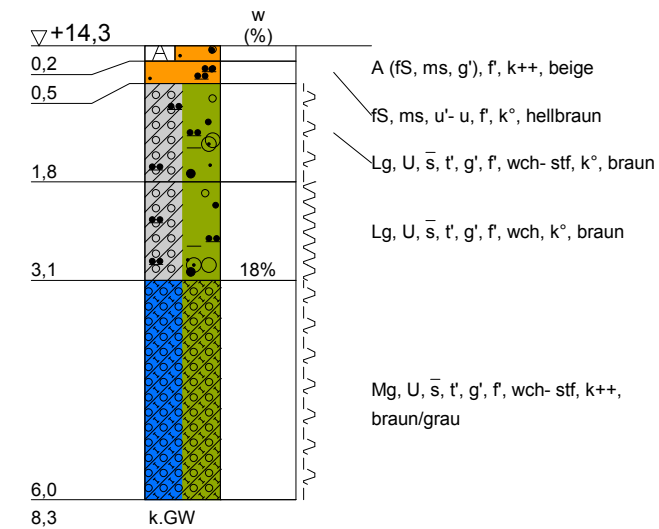 w
(%)
+14,3
A
0,2
A (fS, ms, g'), f', k++, beige
0,5
fS, ms, u'- u, f', k°, hellbraun
Lg, U, s̅, t', g', f', wch- stf, k°, braun
1,8
Lg, U, s̅, t', g', f', wch, k°, braun
3,1
18%
Mg, U, s̅, t', g', f', wch- stf, k++,
braun/grau
6,0
8,3
k.GW